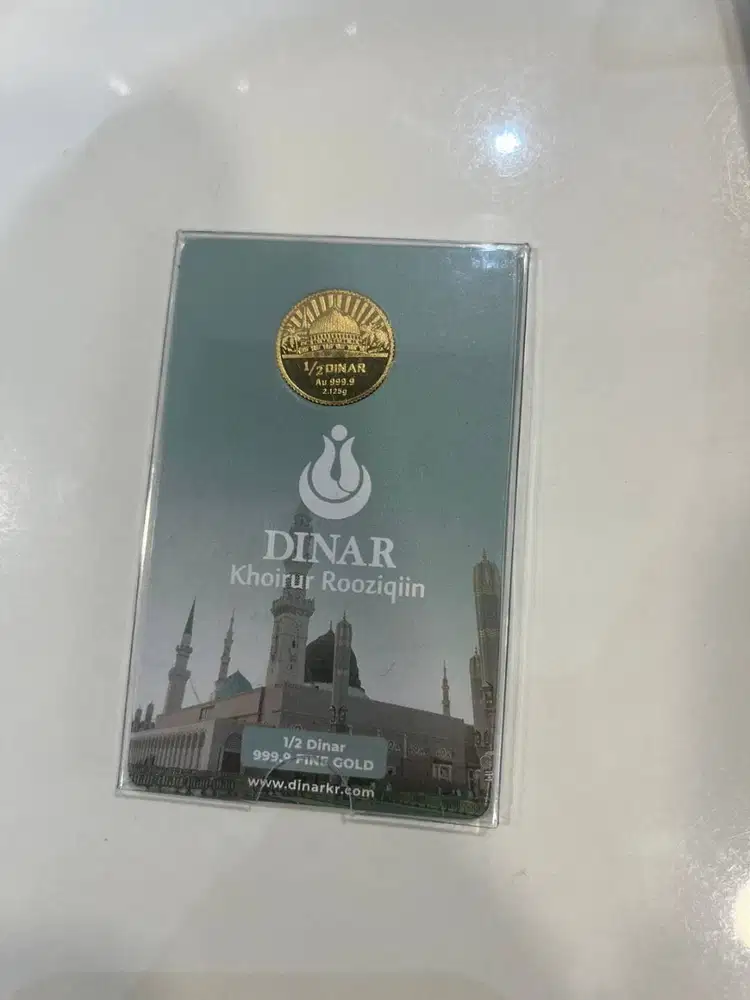 1/2 DINAR
Au 999.9
2.125g
DINAR
Khoirur Rooziqiin
1/2 Dinar
999.9 FINE GOLD
www.dinarkr.com